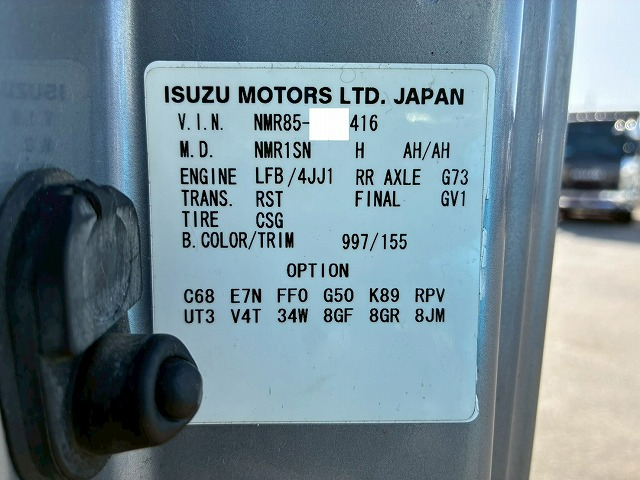 ISUZU MOTORS LTD. JAPAN
V.I.N. NMR85- 416
M.D. NMR1SN H AH/AH
ENGINE LFB/4JJ1 RR AXLE G73
TRANS. RST FINAL GV1
TIRE CSG
B.COLOR/TRIM 997/155
OPTION
C68 E7N FF0 G50 K89 RPV
UT3 V4T 34W 8GF 8GR 8JM